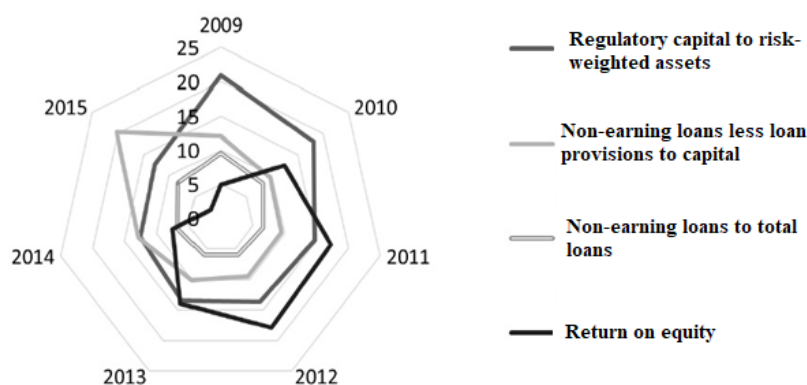 2009
25
20
15
10
5
0
2010
2011
2012
2013
2014
2015
Regulatory capital to risk-
weighted assets
Non-earning loans less loan
provisions to capital
Non-earning loans to total
loans
Return on equity